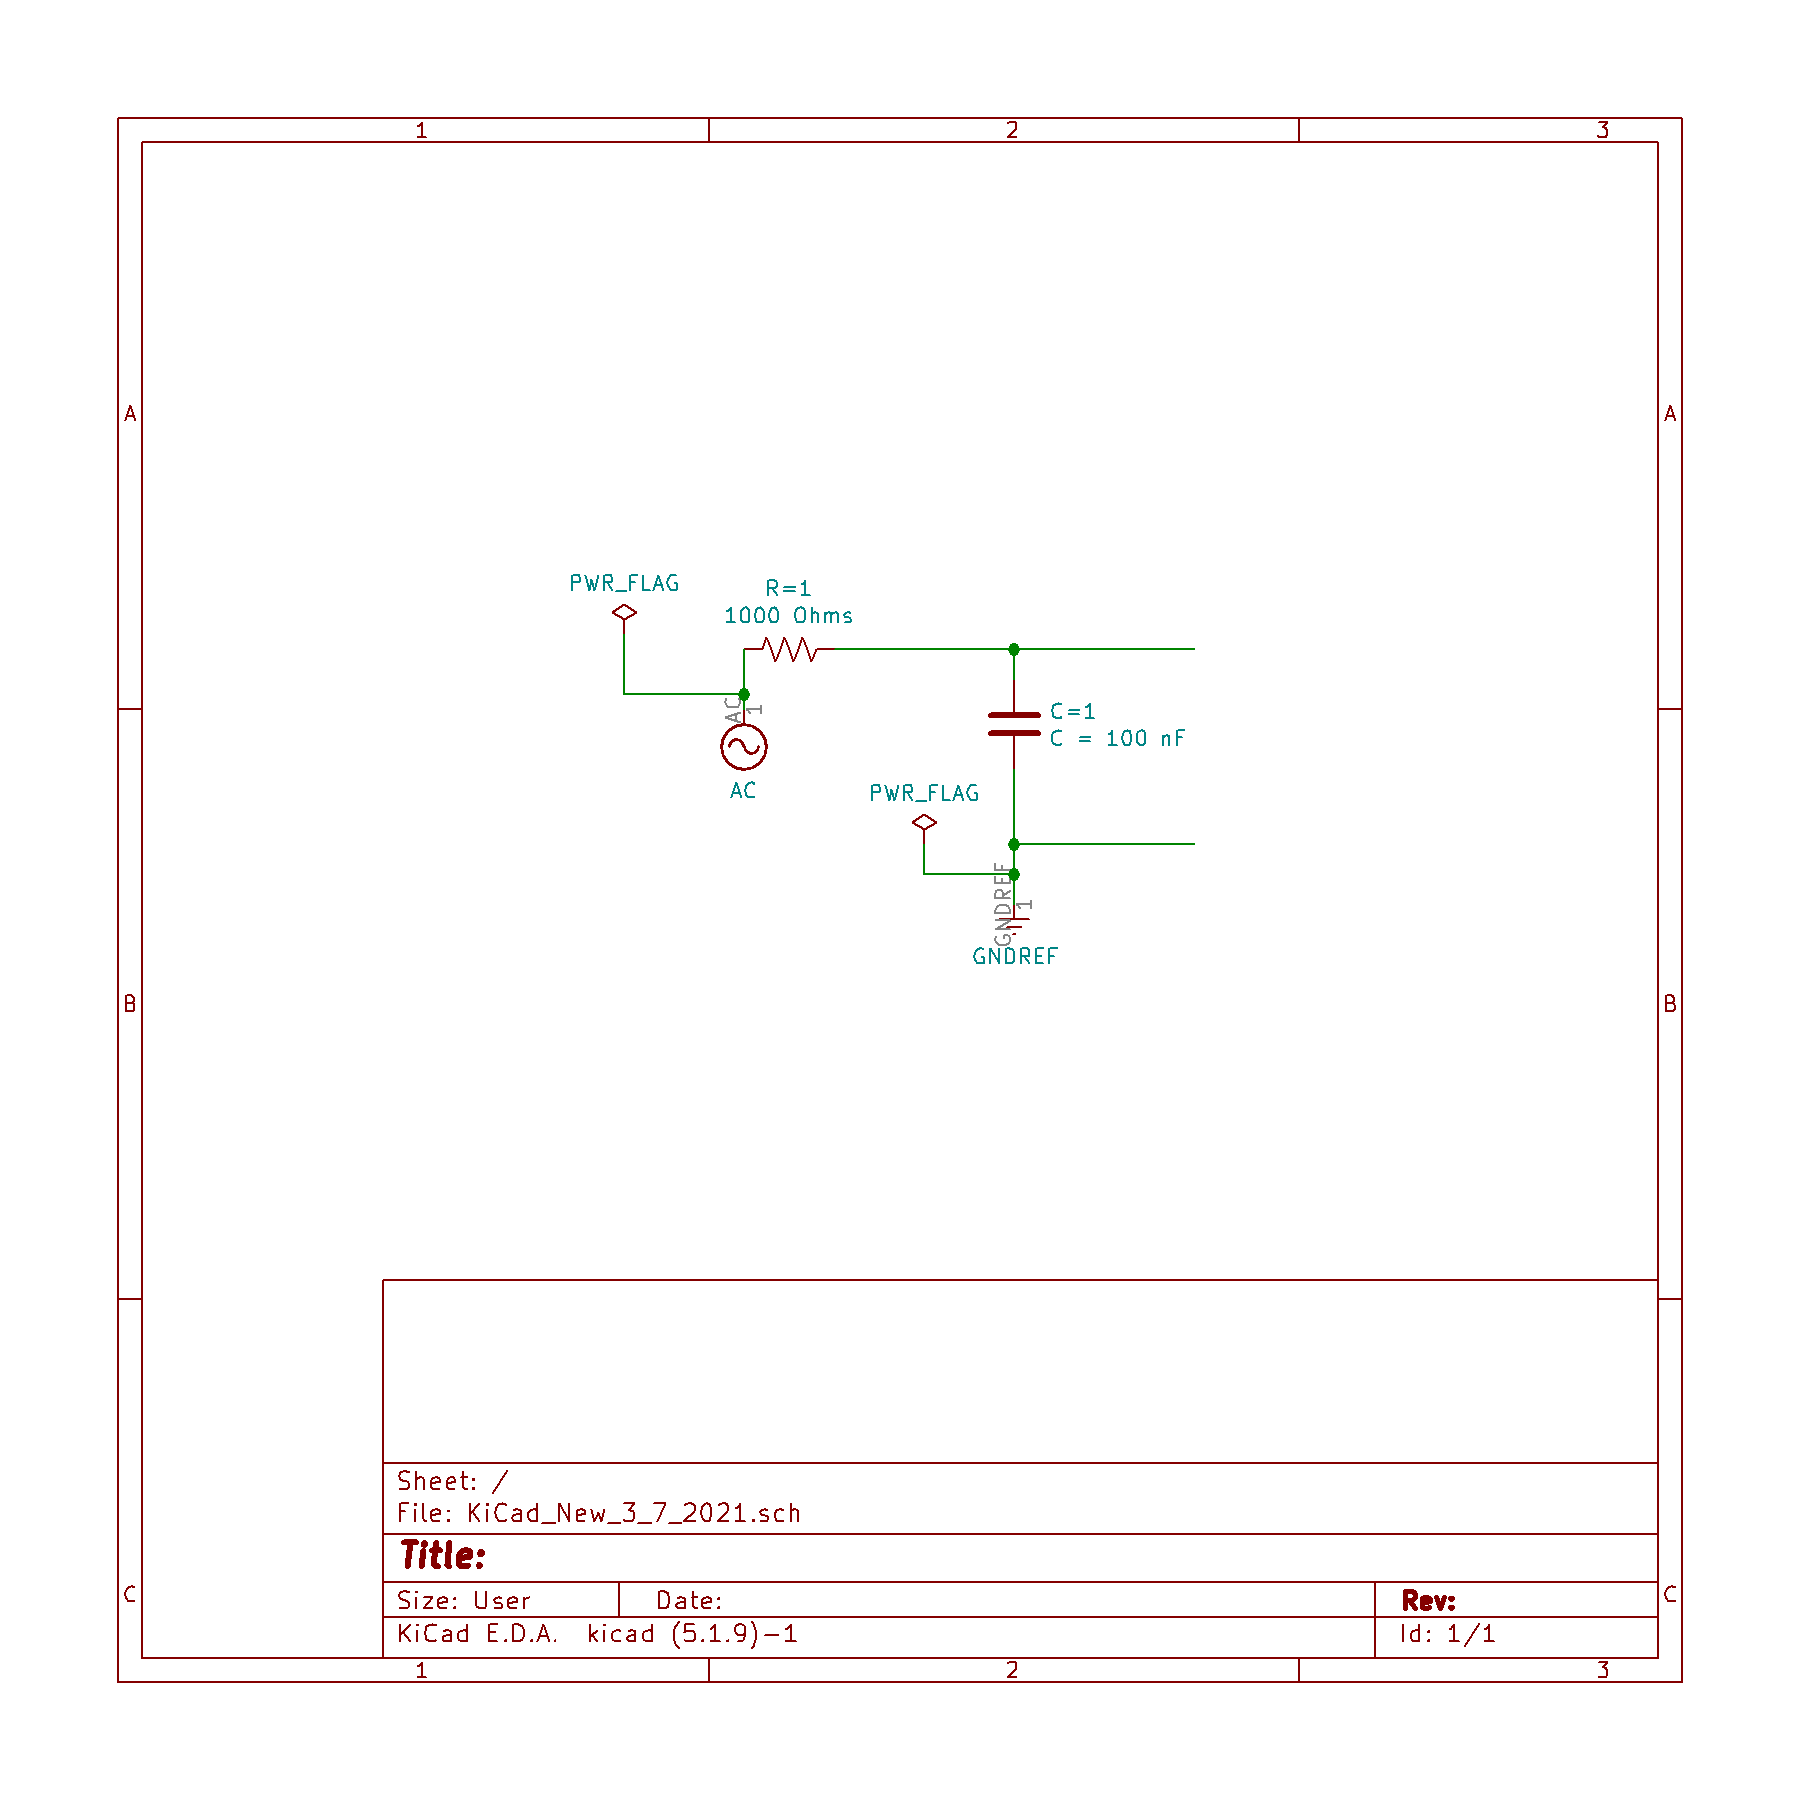 1 2 3
A A
PWR_FLAG
R=1
1000 Ohms
AC
1
C=1
C = 100 nF
AC
PWR_FLAG
GNDREF
1
GNDREF
B B
Sheet: /
File: KiCad_New_3_7_2021.sch
Title:
Size: User Date: Rev:
KiCad E.D.A. kicad (5.1.9)-1 Id: 1/1
C C
1 2 3